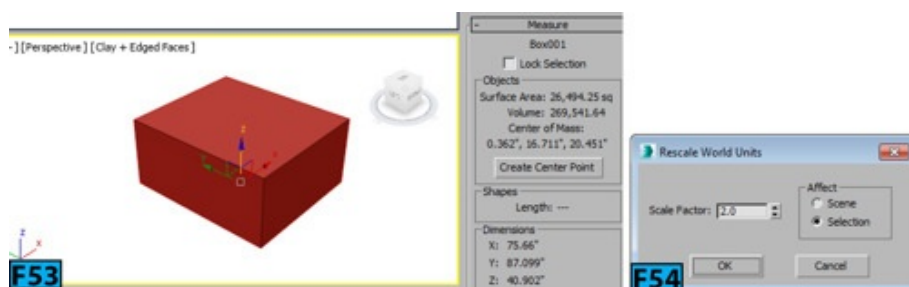 -] [Perspective] [Clay + Edged Faces]
z
x
z
x
F53
- Measure
Box001
Lock Selection
Objects
Surface Area: 26,494.25 sq
Volume: 269,541.64
Center of Mass:
0.362", 16.711", 20.451"
Create Center Point
Shapes
Length: ---
Dimensions
X: 75.66"
Y: 87.099"
Z: 40.902"
Rescale World Units
Scale Factor: 2.0
Affect
Scene
Selection
OK
Cancel
F54